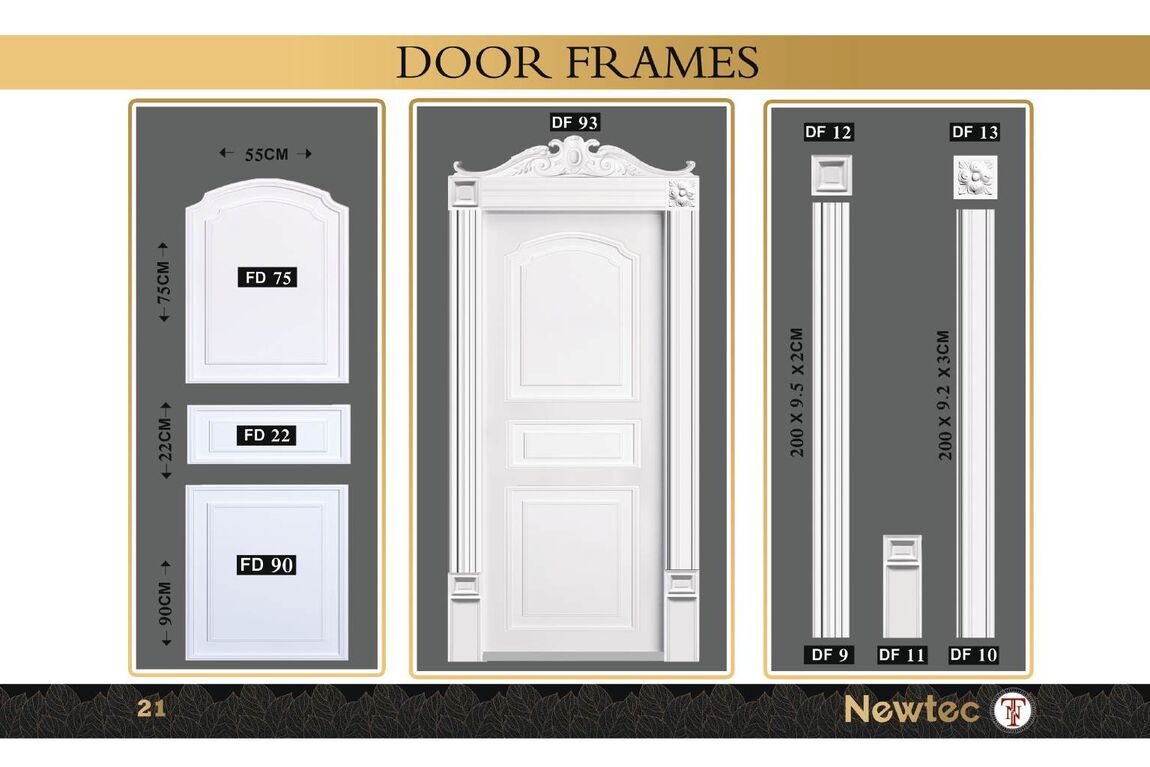 DOOR FRAMES
← 55CM →
←75CM→
FD 75
←22CM→
FD 22
←90CM→
FD 90
DF 93
DF 12
DF 13
200 X 9.5 X2CM
200 X 9.2 X3CM
DF 9
DF 11
DF 10
21
Newtec
TNT